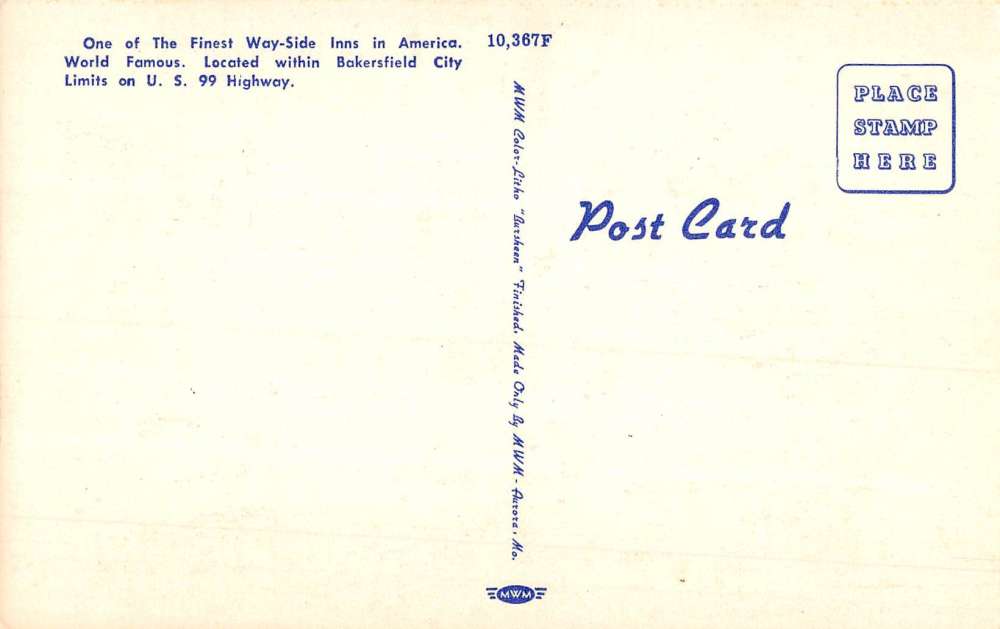 One of The Finest Way-Side Inns in America.
World Famous. Located within Bakersfield City
Limits on U. S. 99 Highway.
10,367F
MWM Color-Litho "Dursheen" Finished. Made Only By MWM - Aurora, Mo.
MWM
PLACE
STAMP
HERE
Post Card